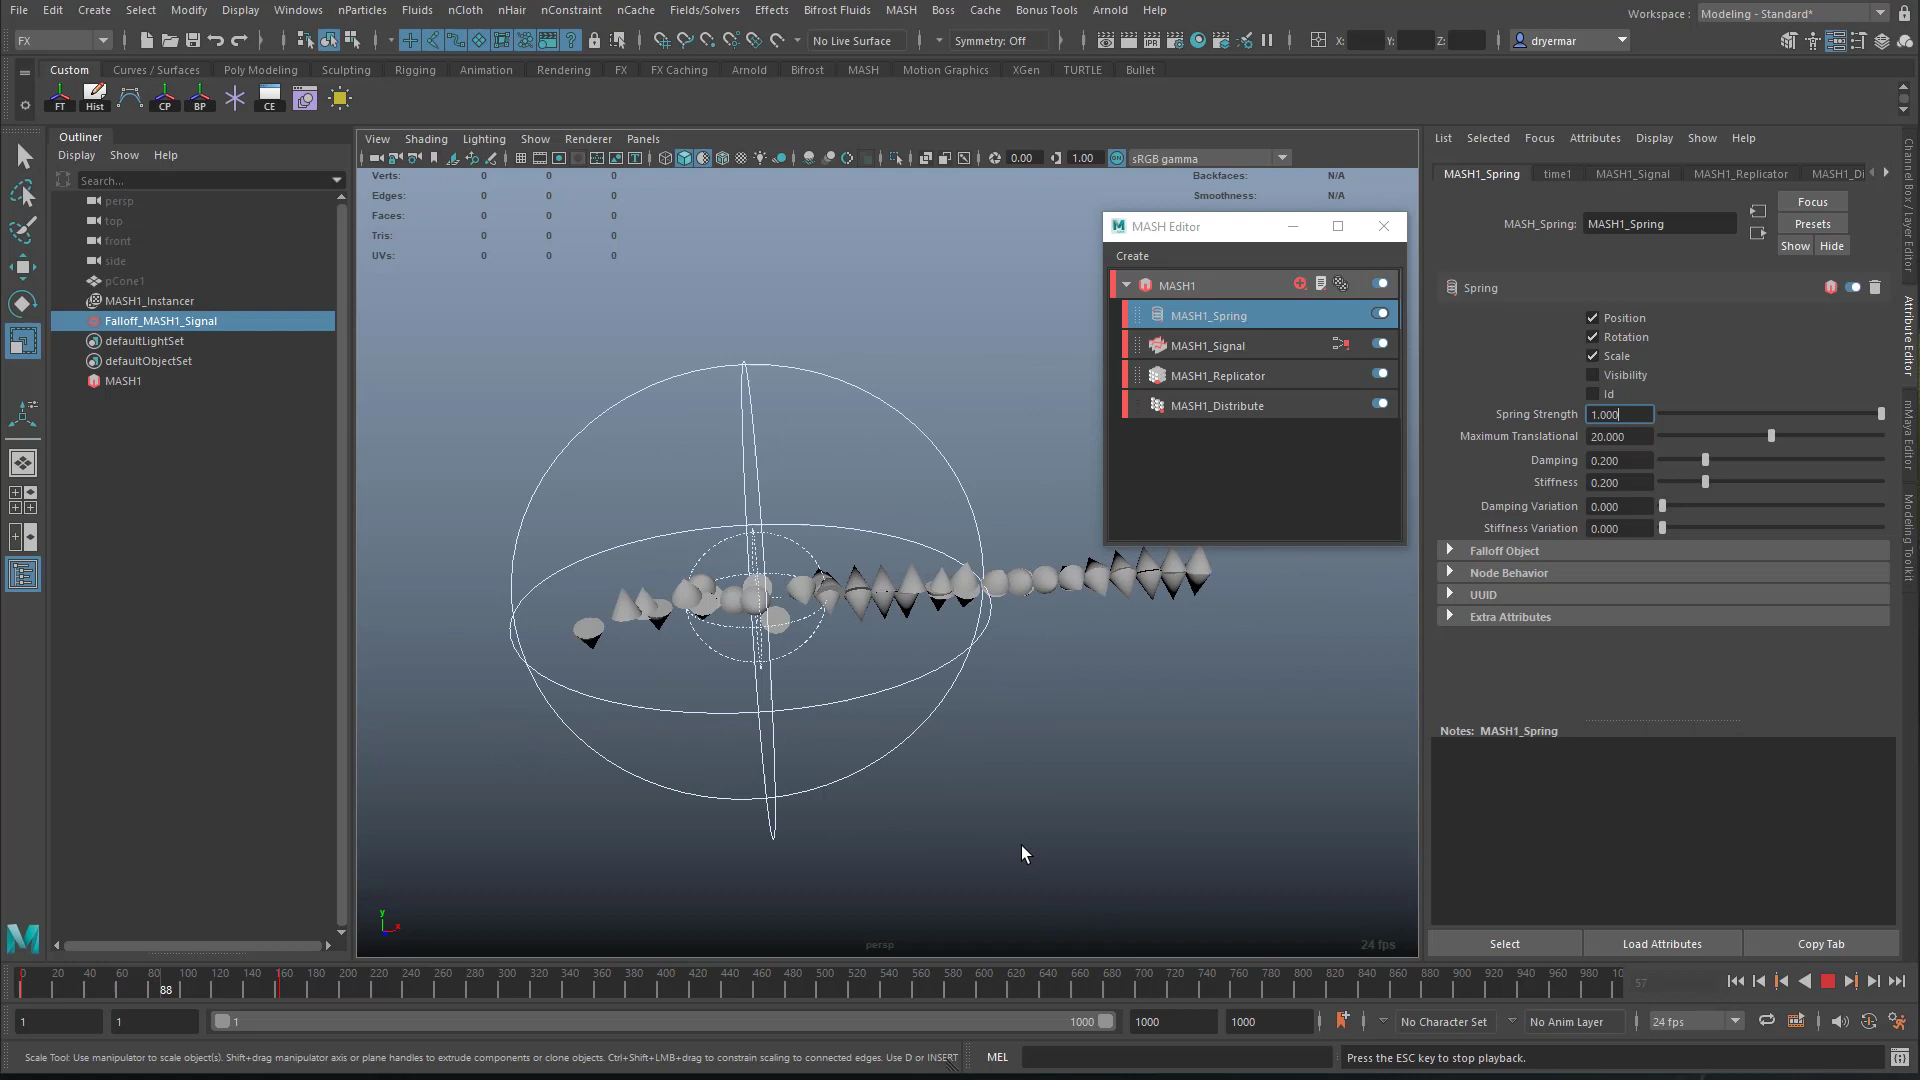 File Edit Create Select Modify Display Windows nParticles Fluids nCloth nHair nConstraint nCache Fields/Solvers Effects Bifrost Fluids MASH Boss Cache Bonus Tools Arnold Help
Workspace : Modeling - Standard*
FX
No Live Surface
Symmetry: Off
X: Y: Z:
dryermar
Custom Curves / Surfaces Poly Modeling Sculpting Rigging Animation Rendering FX FX Caching Arnold Bifrost MASH Motion Graphics XGen TURTLE Bullet
FT Hist CP BP CE
Outliner
Display Show Help
Search...
persp
top
front
side
pCone1
MASH1_Instancer
Falloff_MASH1_Signal
defaultLightSet
defaultObjectSet
MASH1
View Shading Lighting Show Renderer Panels
0.00 1.00 ON sRGB gamma
Verts: 0 0 0
Edges: 0 0 0
Faces: 0 0 0
Tris: 0 0 0
UVs: 0 0 0
Backfaces: N/A
Smoothness: N/A
MASH Editor
Create
MASH1
MASH1_Spring
MASH1_Signal
MASH1_Replicator
MASH1_Distribute
y
x
persp
24 fps
List Selected Focus Attributes Display Show Help
MASH1_Spring time1 MASH1_Signal MASH1_Replicator MASH1_Di
MASH_Spring: MASH1_Spring
Focus
Presets
Show Hide
Spring
Position
Rotation
Scale
Visibility
Id
Spring Strength 1.000
Maximum Translational 20.000
Damping 0.200
Stiffness 0.200
Damping Variation 0.000
Stiffness Variation 0.000
Falloff Object
Node Behavior
UUID
Extra Attributes
Notes: MASH1_Spring
Select Load Attributes Copy Tab
Channel Box / Layer Editor
Attribute Editor
mMaya Editor
Modeling Toolkit
0 20 40 60 80 100 120 140 160 180 200 220 240 260 280 300 320 340 360 380 400 420 440 460 480 500 520 540 560 580 600 620 640 660 680 700 720 740 760 780 800 820 840 860 880 900 920 940 960 980 10
88
57
1 1 1 1000 1000 1000
No Character Set
No Anim Layer
24 fps
Scale Tool: Use manipulator to scale object(s). Shift+drag manipulator axis or plane handles to extrude components or clone objects. Ctrl+Shift+LMB+drag to constrain scaling to connected edges. Use D or INSERT
MEL
Press the ESC key to stop playback.